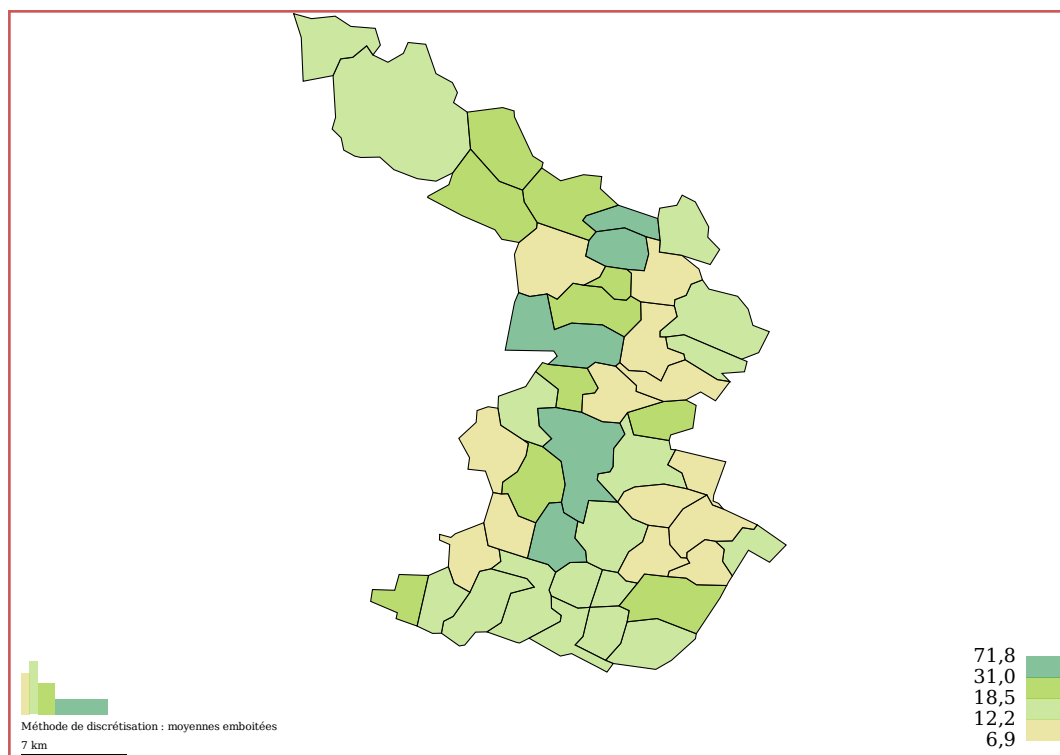 71,8
31,0
18,5
12,2
6,9
Méthode de discrétisation : moyennes emboitées
7 km